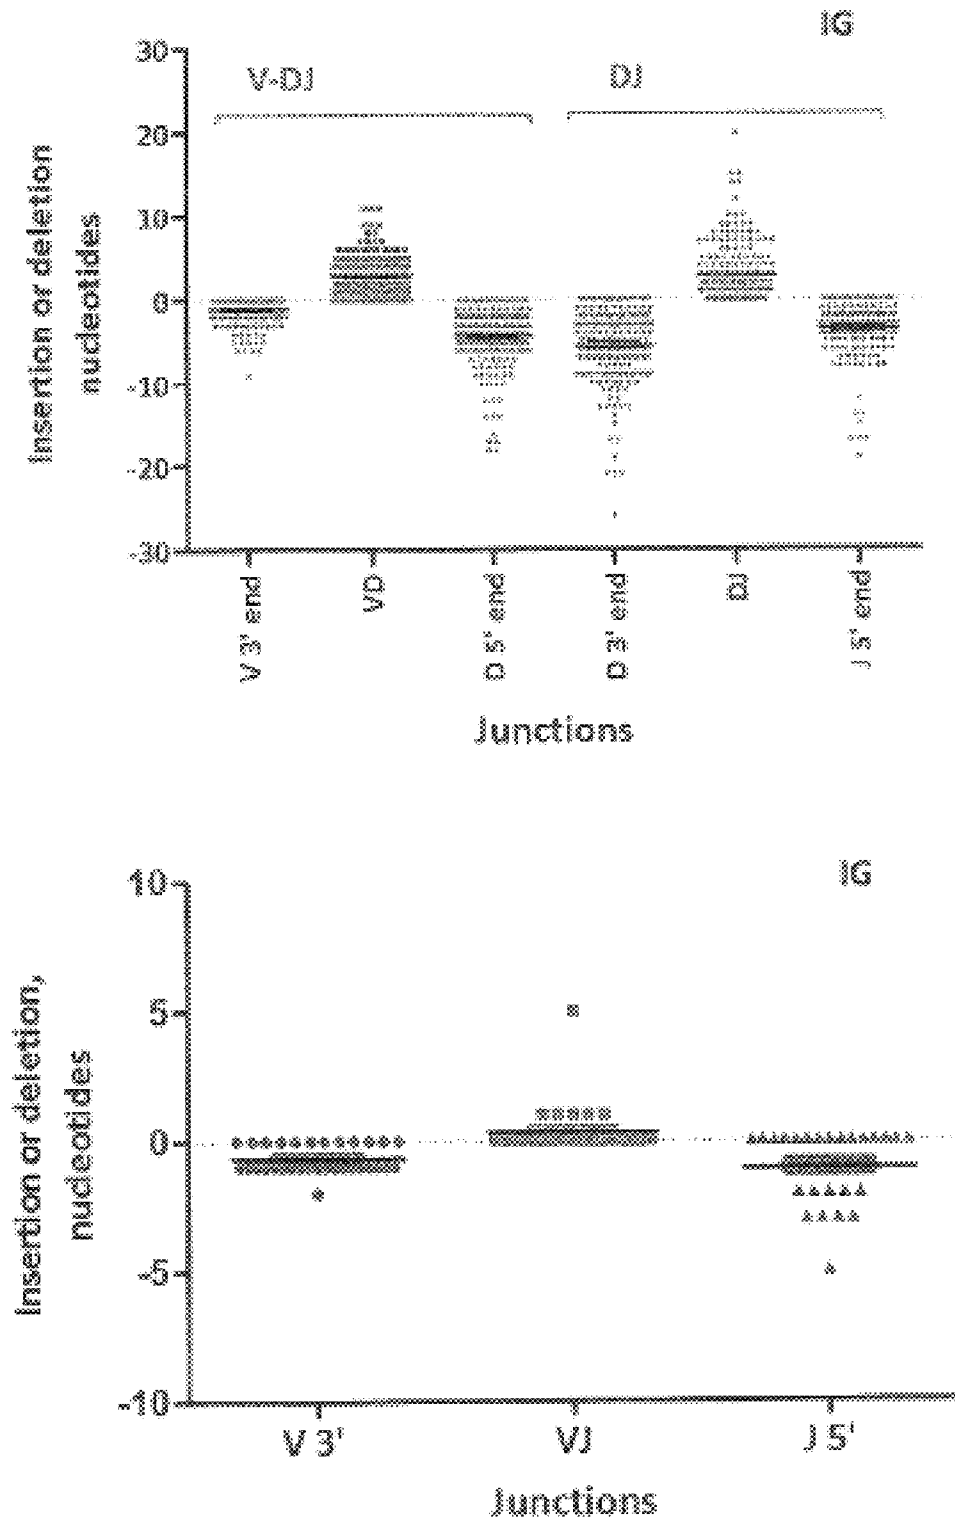 IG
V-DJ
DJ
30
20
10
0
-10
-20
-30
Insertion or deletion
nucleotides
V 3' end
VD
D 5' end
D 3' end
DJ
J 5' end
Junctions
IG
10
5
0
-5
-10
Insertion or deletion,
nucleotides
V 3'
VJ
J 5'
Junctions